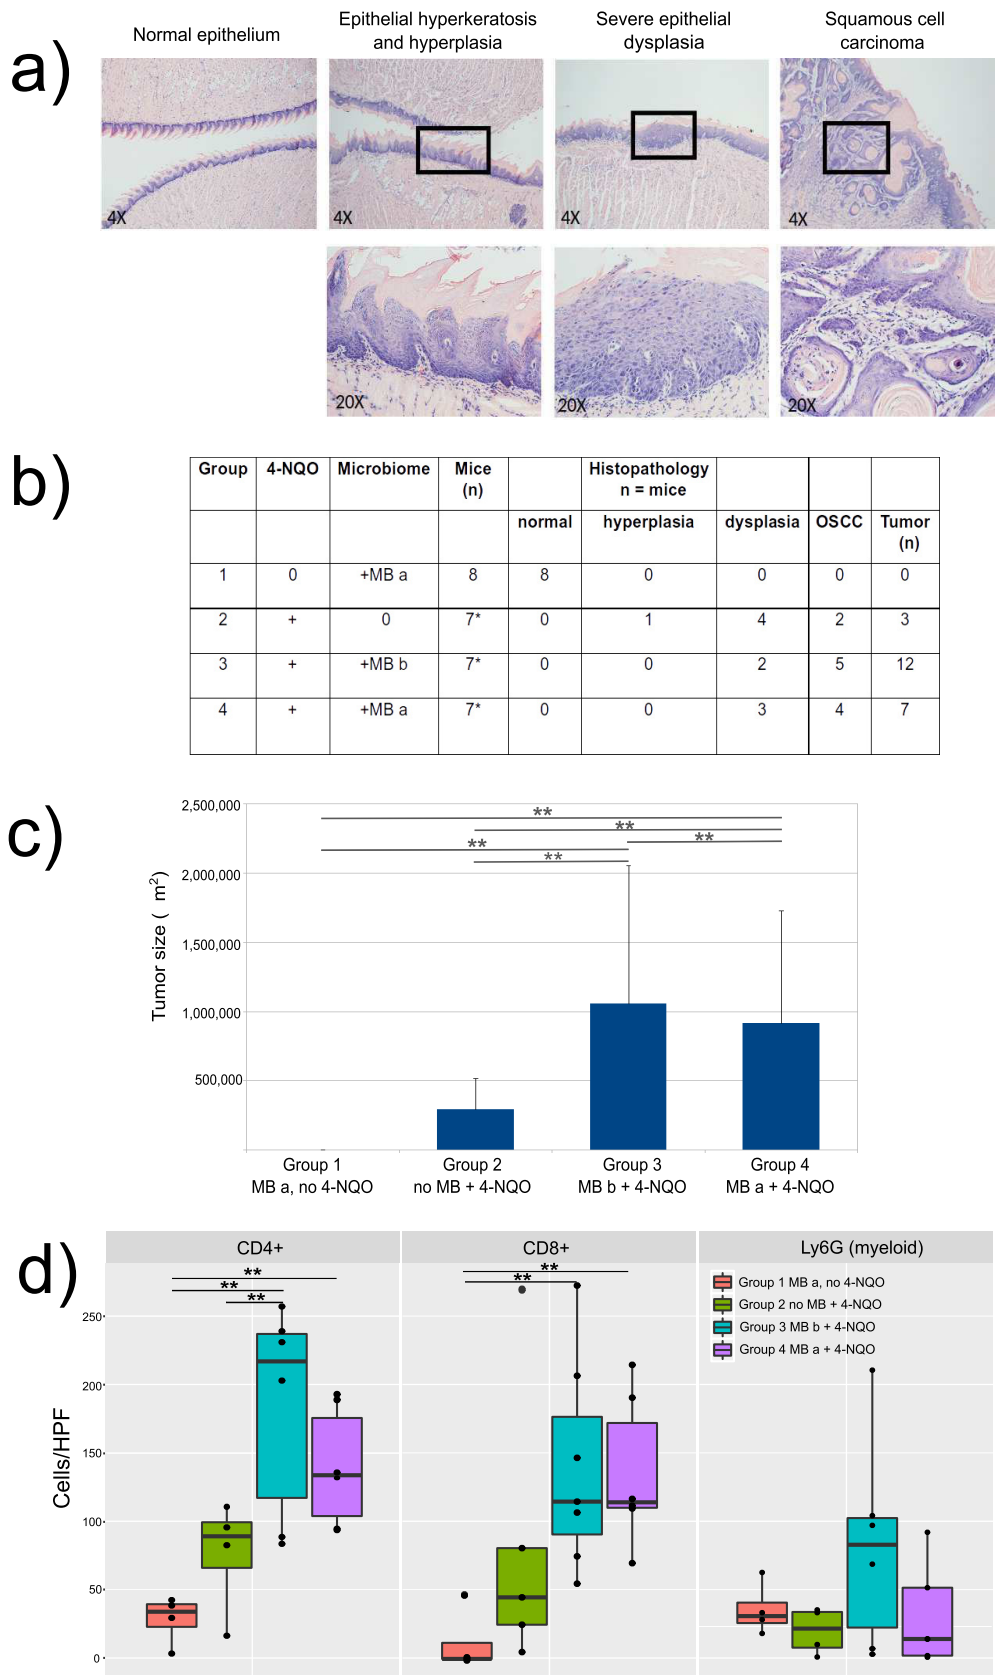 a)
Normal epithelium
Epithelial hyperkeratosis
and hyperplasia
Severe epithelial
dysplasia
Squamous cell
carcinoma
4X
4X
4X
4X
20X
20X
20X
b)
Group 4-NQO Microbiome Mice (n) Histopathology n = mice
normal hyperplasia dysplasia OSCC Tumor (n)
1 0 +MB a 8 8 0 0 0 0
2 + 0 7* 0 1 4 2 3
3 + +MB b 7* 0 0 2 5 12
4 + +MB a 7* 0 0 3 4 7
c)
Tumor size ( m²)
2,500,000
2,000,000
1,500,000
1,000,000
500,000
**
**
**
**
**
Group 1
MB a, no 4-NQO
Group 2
no MB + 4-NQO
Group 3
MB b + 4-NQO
Group 4
MB a + 4-NQO
d)
CD4+
CD8+
Ly6G (myeloid)
**
**
**
**
**
Group 1 MB a, no 4-NQO
Group 2 no MB + 4-NQO
Group 3 MB b + 4-NQO
Group 4 MB a + 4-NQO
Cells/HPF
250
200
150
100
50
0